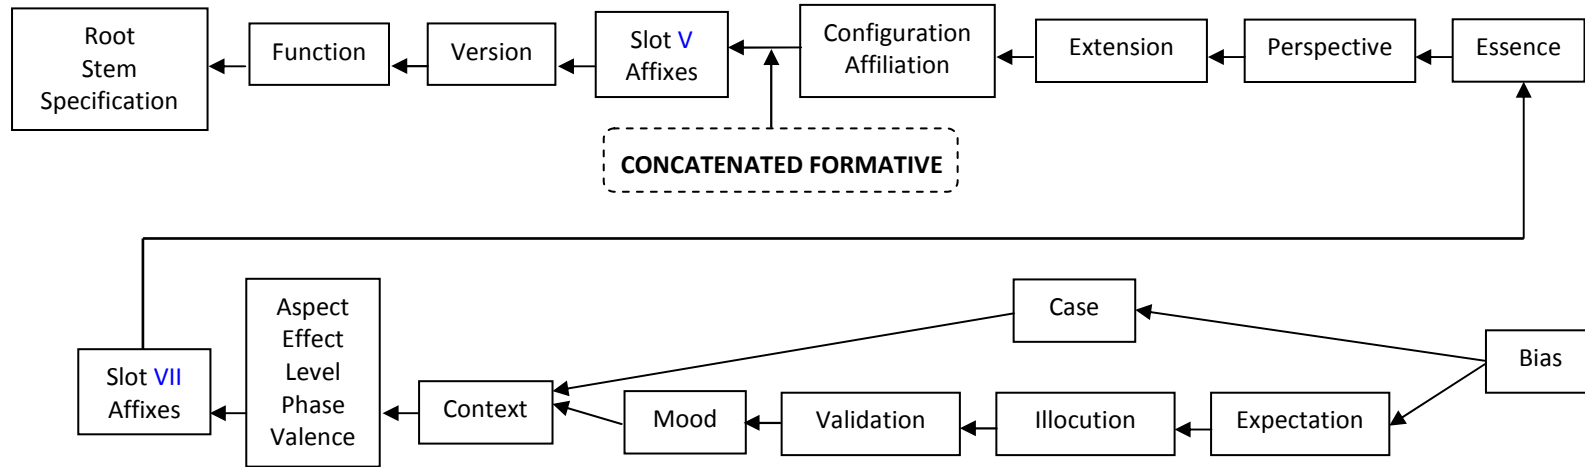 Root
Stem
Specification
Function
Version
Slot V
Affixes
Configuration
Affiliation
Extension
Perspective
Essence
CONCATENATED FORMATIVE
Slot VII
Affixes
Aspect
Effect
Level
Phase
Valence
Context
Case
Mood
Validation
Illocution
Expectation
Bias